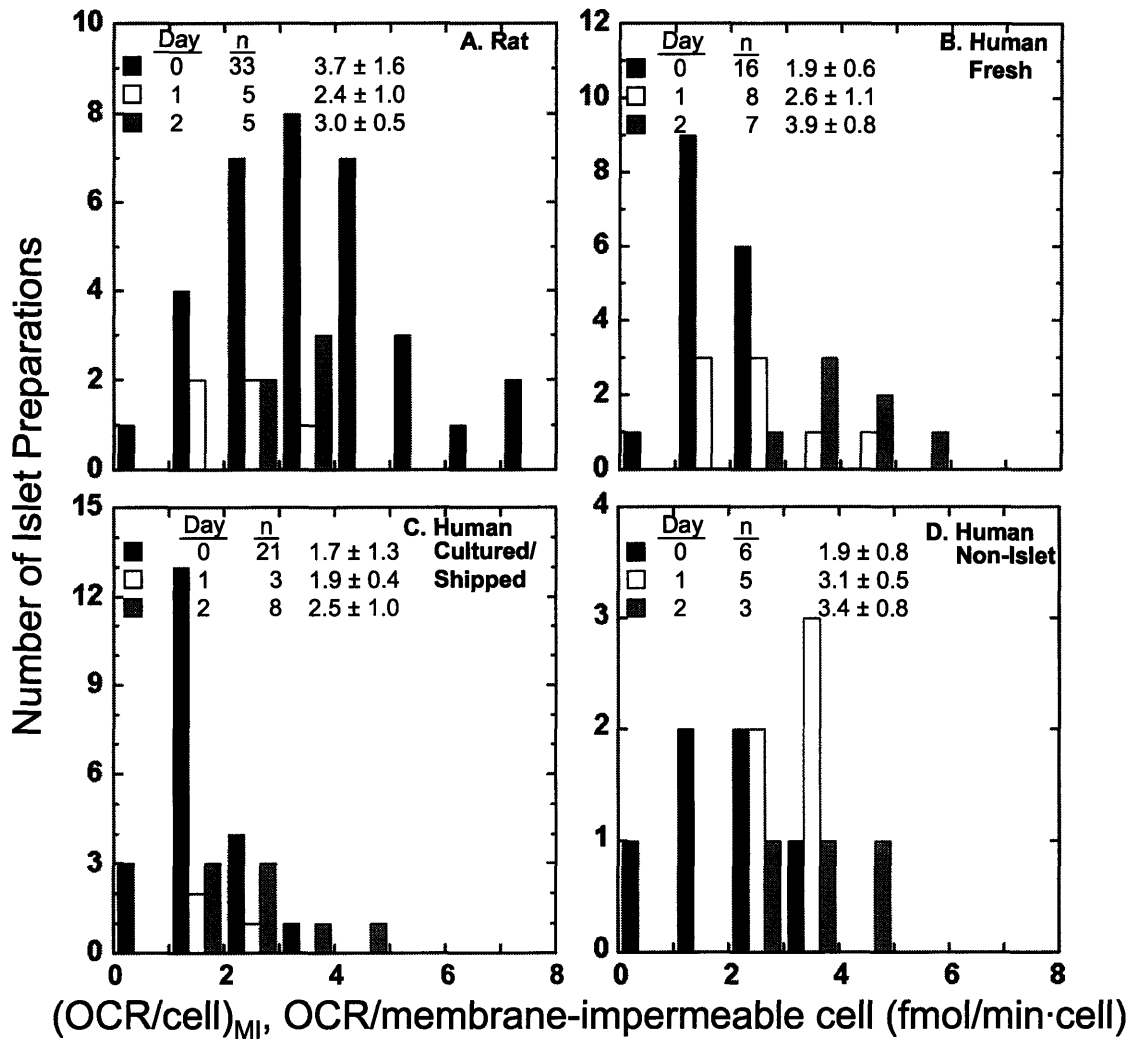 Number of Islet Preparations
A. Rat
Day n
0 33 3.7 ± 1.6
1 5 2.4 ± 1.0
2 5 3.0 ± 0.5
10
8
6
4
2
0
B. Human
Fresh
Day n
0 16 1.9 ± 0.6
1 8 2.6 ± 1.1
2 7 3.9 ± 0.8
12
10
8
6
4
2
0
C. Human
Cultured/
Shipped
Day n
0 21 1.7 ± 1.3
1 3 1.9 ± 0.4
2 8 2.5 ± 1.0
15
12
9
6
3
0
0 2 4 6 8
D. Human
Non-Islet
Day n
0 6 1.9 ± 0.8
1 5 3.1 ± 0.5
2 3 3.4 ± 0.8
4
3
2
1
0
0 2 4 6 8
(OCR/cell)MI, OCR/membrane-impermeable cell (fmol/min·cell)